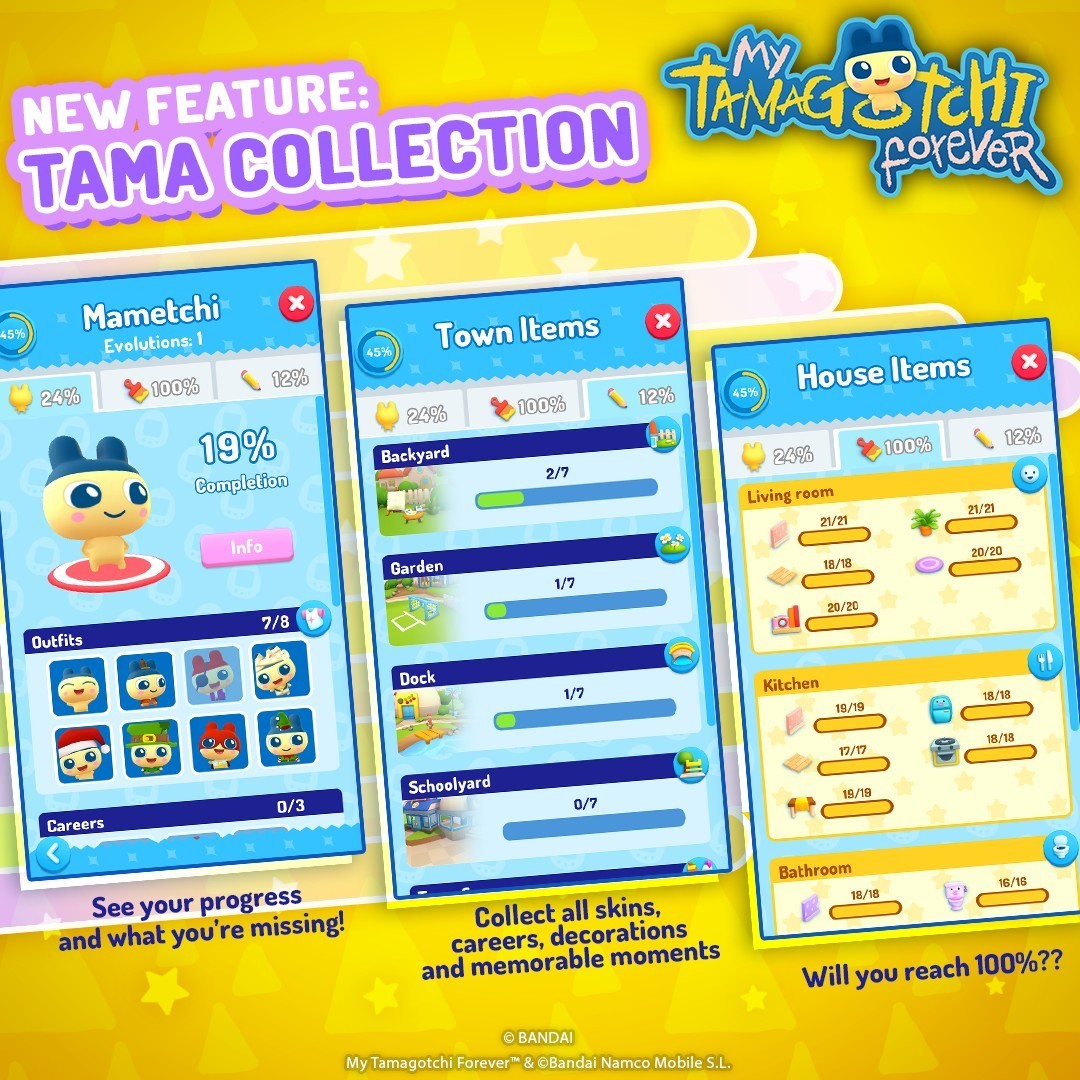 NEW FEATURE:
TAMA COLLECTION
MY
TAMAGOTCHI
FOREVER
45%
Mametchi
Evolutions: 1
24%
100%
12%
19%
Completion
Info
Outfits
7/8
Careers
0/3
See your progress
and what you're missing!
45%
Town Items
24%
100%
12%
Backyard
2/7
Garden
1/7
Dock
1/7
Schoolyard
0/7
Collect all skins,
careers, decorations
and memorable moments
45%
House Items
24%
100%
12%
Living room
21/21
21/21
18/18
20/20
20/20
Kitchen
19/19
18/18
17/17
18/18
19/19
Bathroom
18/18
16/16
Will you reach 100%??
© BANDAI
My Tamagotchi Forever™ & ©Bandai Namco Mobile S.L.